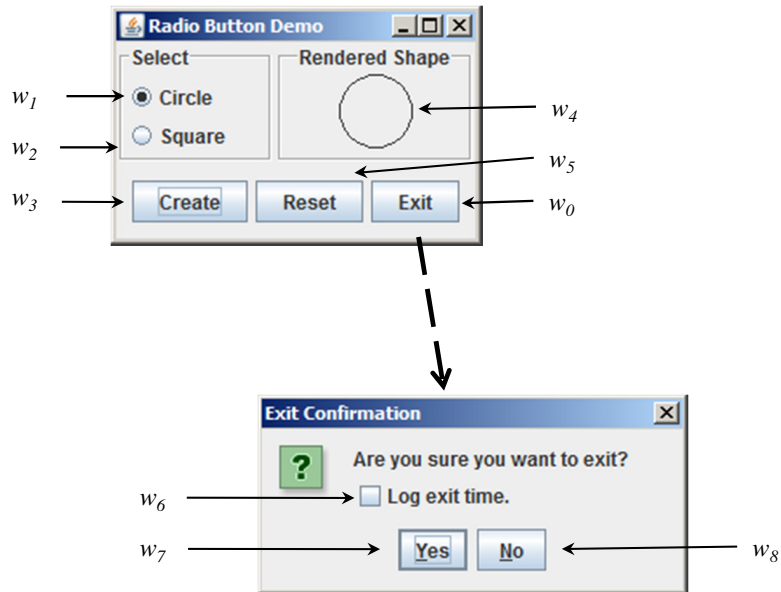 Radio Button Demo
Select
Rendered Shape
w1
Circle
w4
w2
Square
w5
w3
Create
Reset
Exit
w0
Exit Confirmation
?
Are you sure you want to exit?
w6
Log exit time.
w7
Yes
No
w8